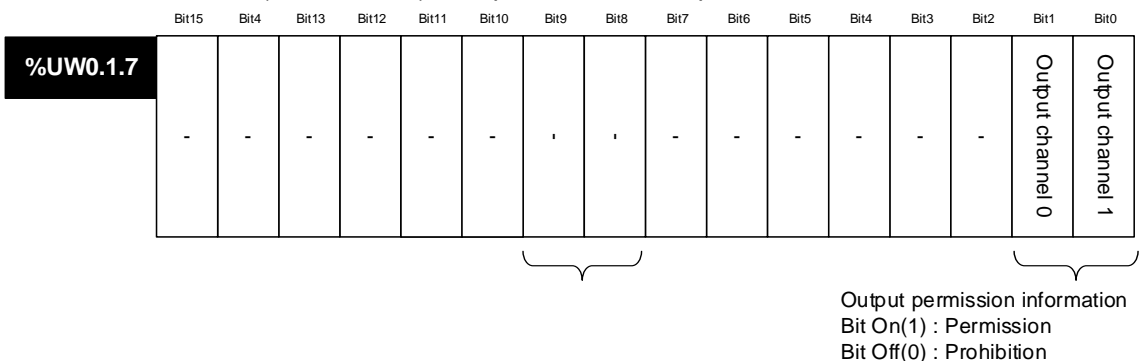 Bit15 Bit4 Bit13 Bit12 Bit11 Bit10 Bit9 Bit8 Bit7 Bit6 Bit5 Bit4 Bit3 Bit2 Bit1 Bit0
%UW0.1.7
- - - - - - - - - - - - - - Output channel 0 Output channel 1
Output permission information
Bit On(1) : Permission
Bit Off(0) : Prohibition